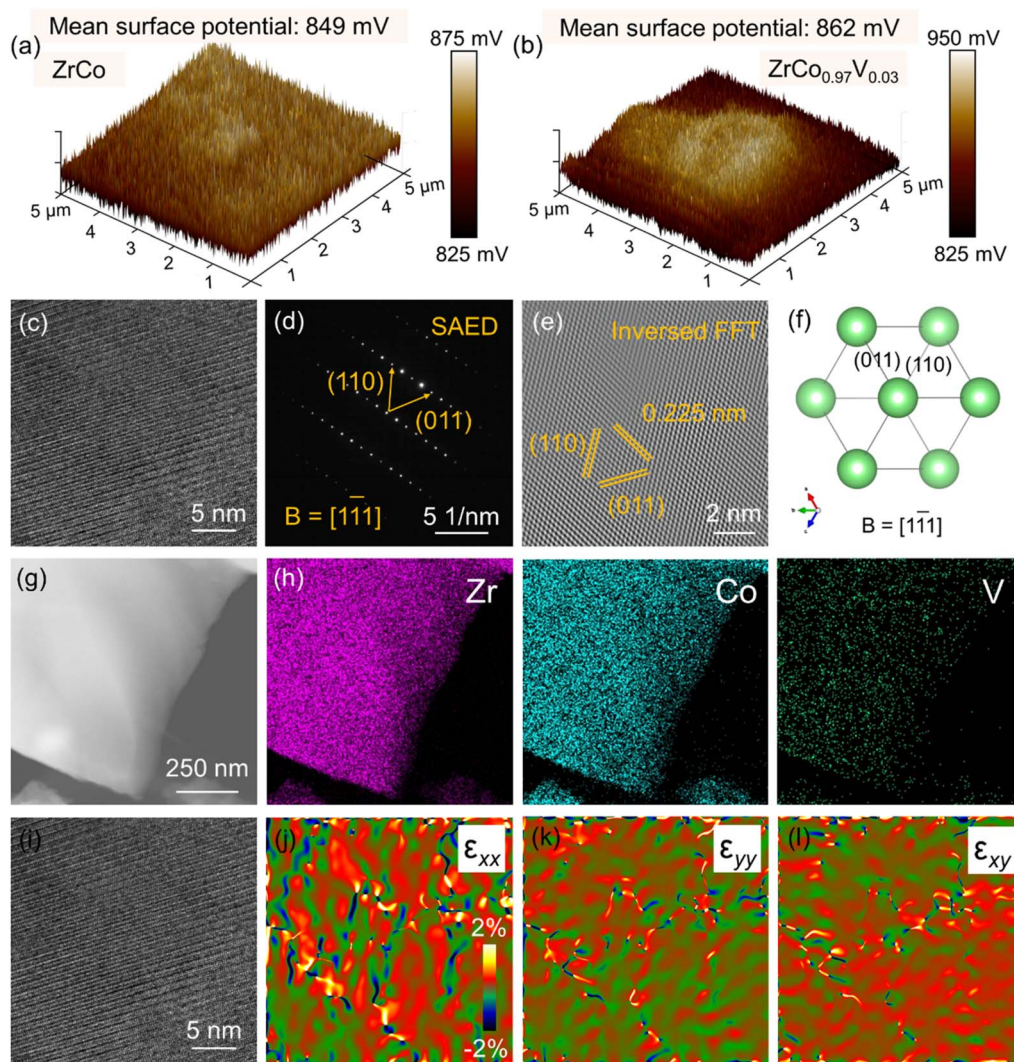 Mean surface potential: 849 mV
(a)
ZrCo
875 mV
825 mV
5 μm
4
3
2
1
1
2
3
4
5 μm
Mean surface potential: 862 mV
(b)
ZrCo0.97V0.03
950 mV
825 mV
5 μm
4
3
2
1
1
2
3
4
5 μm
(c)
5 nm
(d)
SAED
(110)
(011)
B = [1̅1̅1]
5 1/nm
(e)
Inversed FFT
0.225 nm
(110)
(011)
2 nm
(f)
(011)
(110)
B = [1̅1̅1]
(g)
250 nm
(h)
Zr
Co
V
(i)
5 nm
(j)
εxx
2%
-2%
(k)
εyy
(l)
εxy